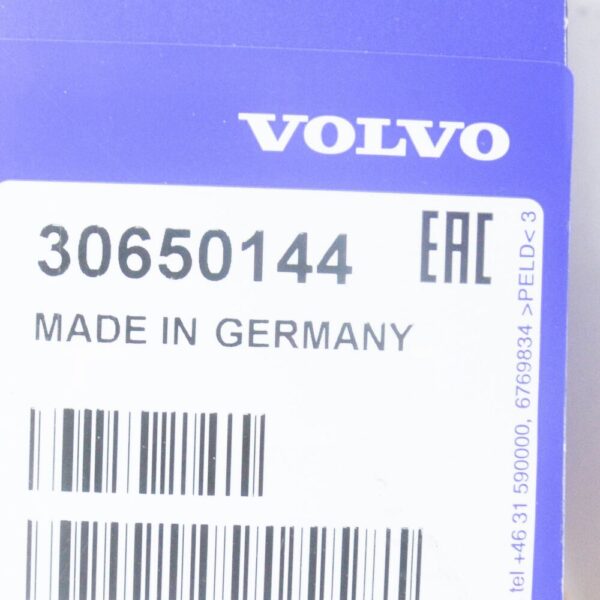 VOLVO
30650144
EAC
MADE IN GERMANY
tel +46 31 590000, 6769834 >PELD< 3